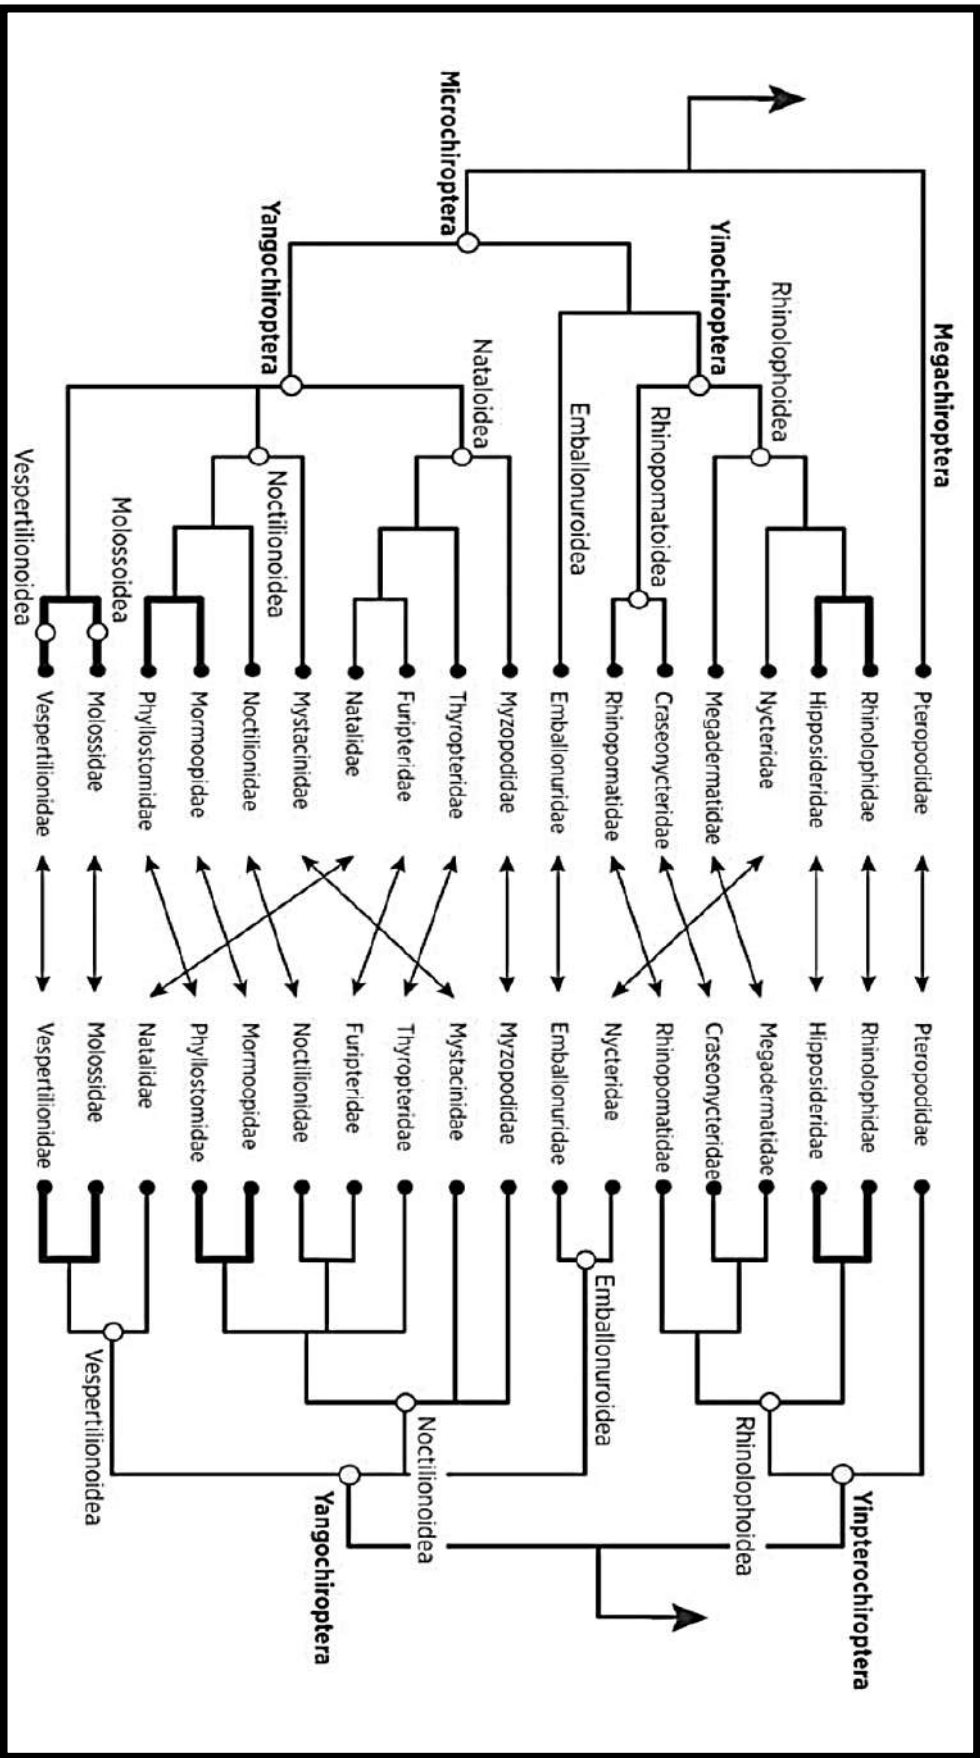 Megachiroptera
Microchiroptera
Yinochiroptera
Yangochiroptera
Rhinolophoidea
Rhinopomatoidea
Emballonuroidea
Nataloidea
Noctilionoidea
Molossoidea
Vespertilionoidea
Pteropodidae
Rhinolophidae
Hipposideridae
Nycteridae
Megadermatidae
Craseonycteridae
Rhinopomatidae
Emballonuridae
Myzopodidae
Thyropteridae
Furipteridae
Natalidae
Mystacinidae
Noctilionidae
Mormoopidae
Phyllostomidae
Molossidae
Vespertilionidae
Pteropodidae
Rhinolophidae
Hipposideridae
Megadermatidae
Craseonycteridae
Rhinopomatidae
Nycteridae
Emballonuridae
Myzopodidae
Mystacinidae
Thyropteridae
Furipteridae
Noctilionidae
Mormoopidae
Phyllostomidae
Natalidae
Molossidae
Vespertilionidae
Emballonuroidea
Rhinolophoidea
Noctilionoidea
Vespertilionoidea
Yinpterochiroptera
Yangochiroptera